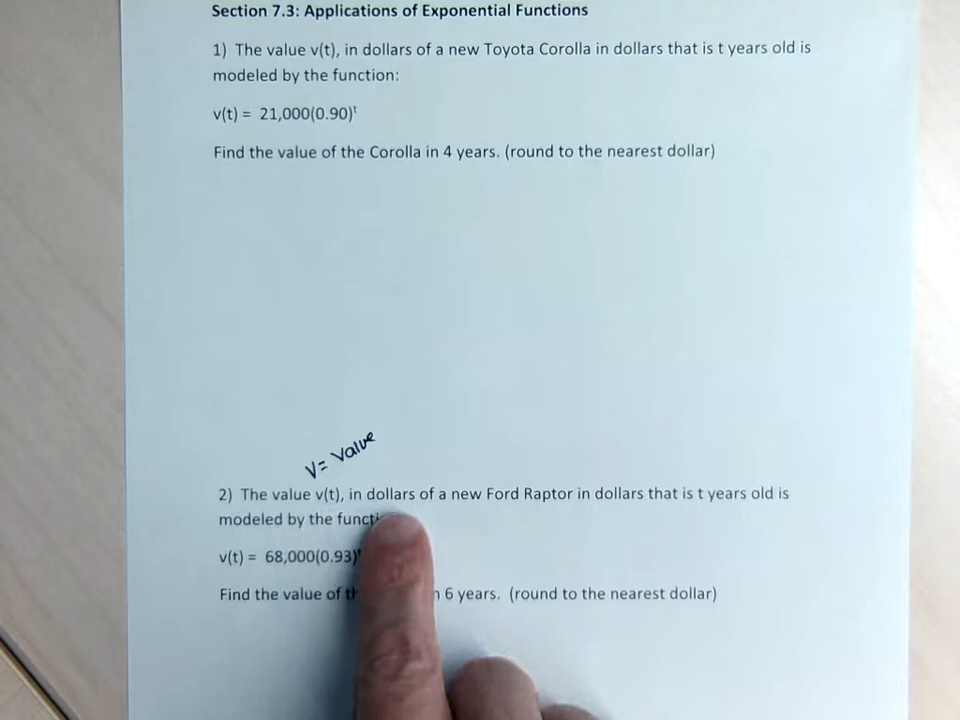 Section 7.3: Applications of Exponential Functions
1) The value v(t), in dollars of a new Toyota Corolla in dollars that is t years old is
modeled by the function:
v(t) = 21,000(0.90)ᵗ
Find the value of the Corolla in 4 years. (round to the nearest dollar)
V= Value
2) The value v(t), in dollars of a new Ford Raptor in dollars that is t years old is
modeled by the
v(t) = 68,000(0.93)
Find the value of 6 years. (round to the nearest dollar)